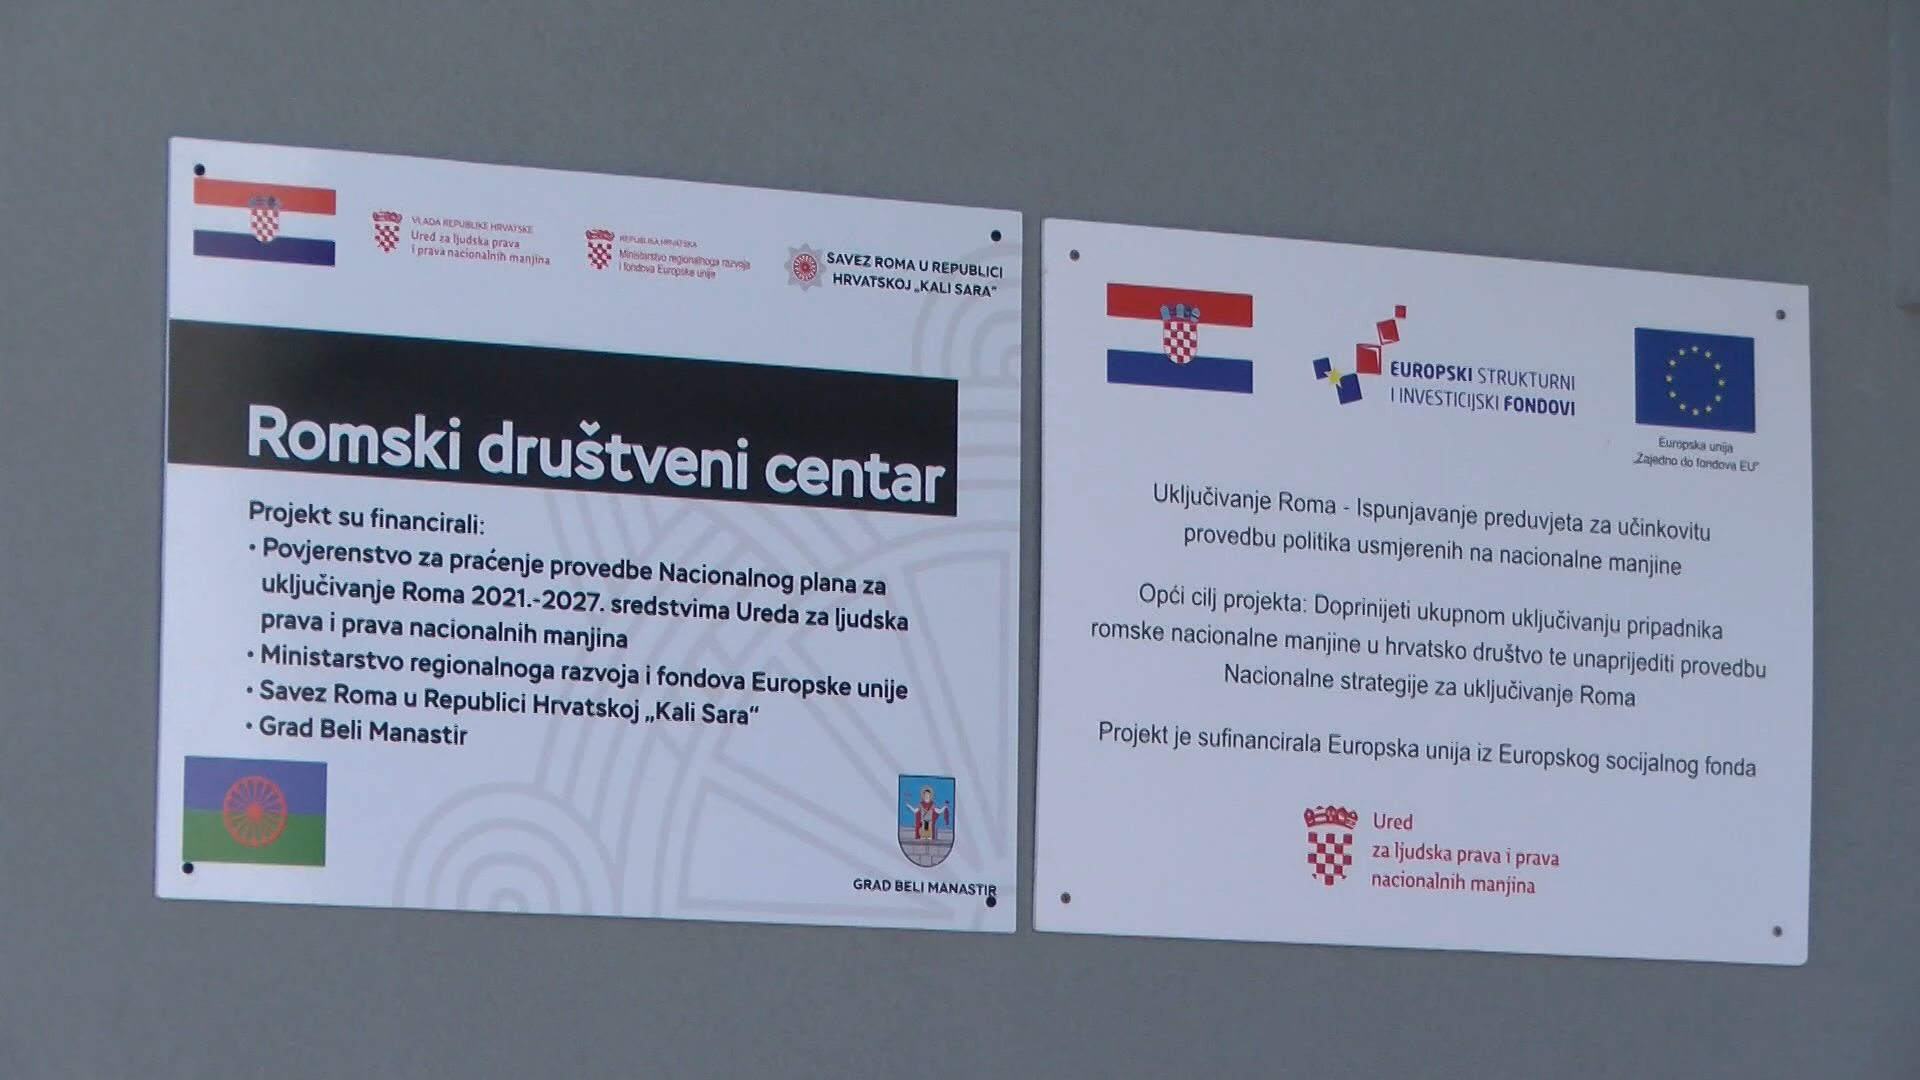 VLADA REPUBLIKE HRVATSKE
Ured za ljudska prava
i prava nacionalnih manjina
REPUBLIKA HRVATSKA
Ministarstvo regionalnoga razvoja
i fondova Europske unije
SAVEZ ROMA U REPUBLICI
HRVATSKOJ „KALI SARA“
Romski društveni centar
Projekt su financirali:
• Povjerenstvo za praćenje provedbe Nacionalnog plana za
uključivanje Roma 2021.-2027. sredstvima Ureda za ljudska
prava i prava nacionalnih manjina
• Ministarstvo regionalnoga razvoja i fondova Europske unije
• Savez Roma u Republici Hrvatskoj „Kali Sara“
• Grad Beli Manastir
GRAD BELI MANASTIR
EUROPSKI STRUKTURNI
I INVESTICIJSKI FONDOVI
Europska unija
„Zajedno do fondova EU“
Uključivanje Roma - Ispunjavanje preduvjeta za učinkovitu
provedbu politika usmjerenih na nacionalne manjine
Opći cilj projekta: Doprinijeti ukupnom uključivanju pripadnika
romske nacionalne manjine u hrvatsko društvo te unaprijediti provedbu
Nacionalne strategije za uključivanje Roma
Projekt je sufinancirala Europska unija iz Europskog socijalnog fonda
Ured
za ljudska prava i prava
nacionalnih manjina